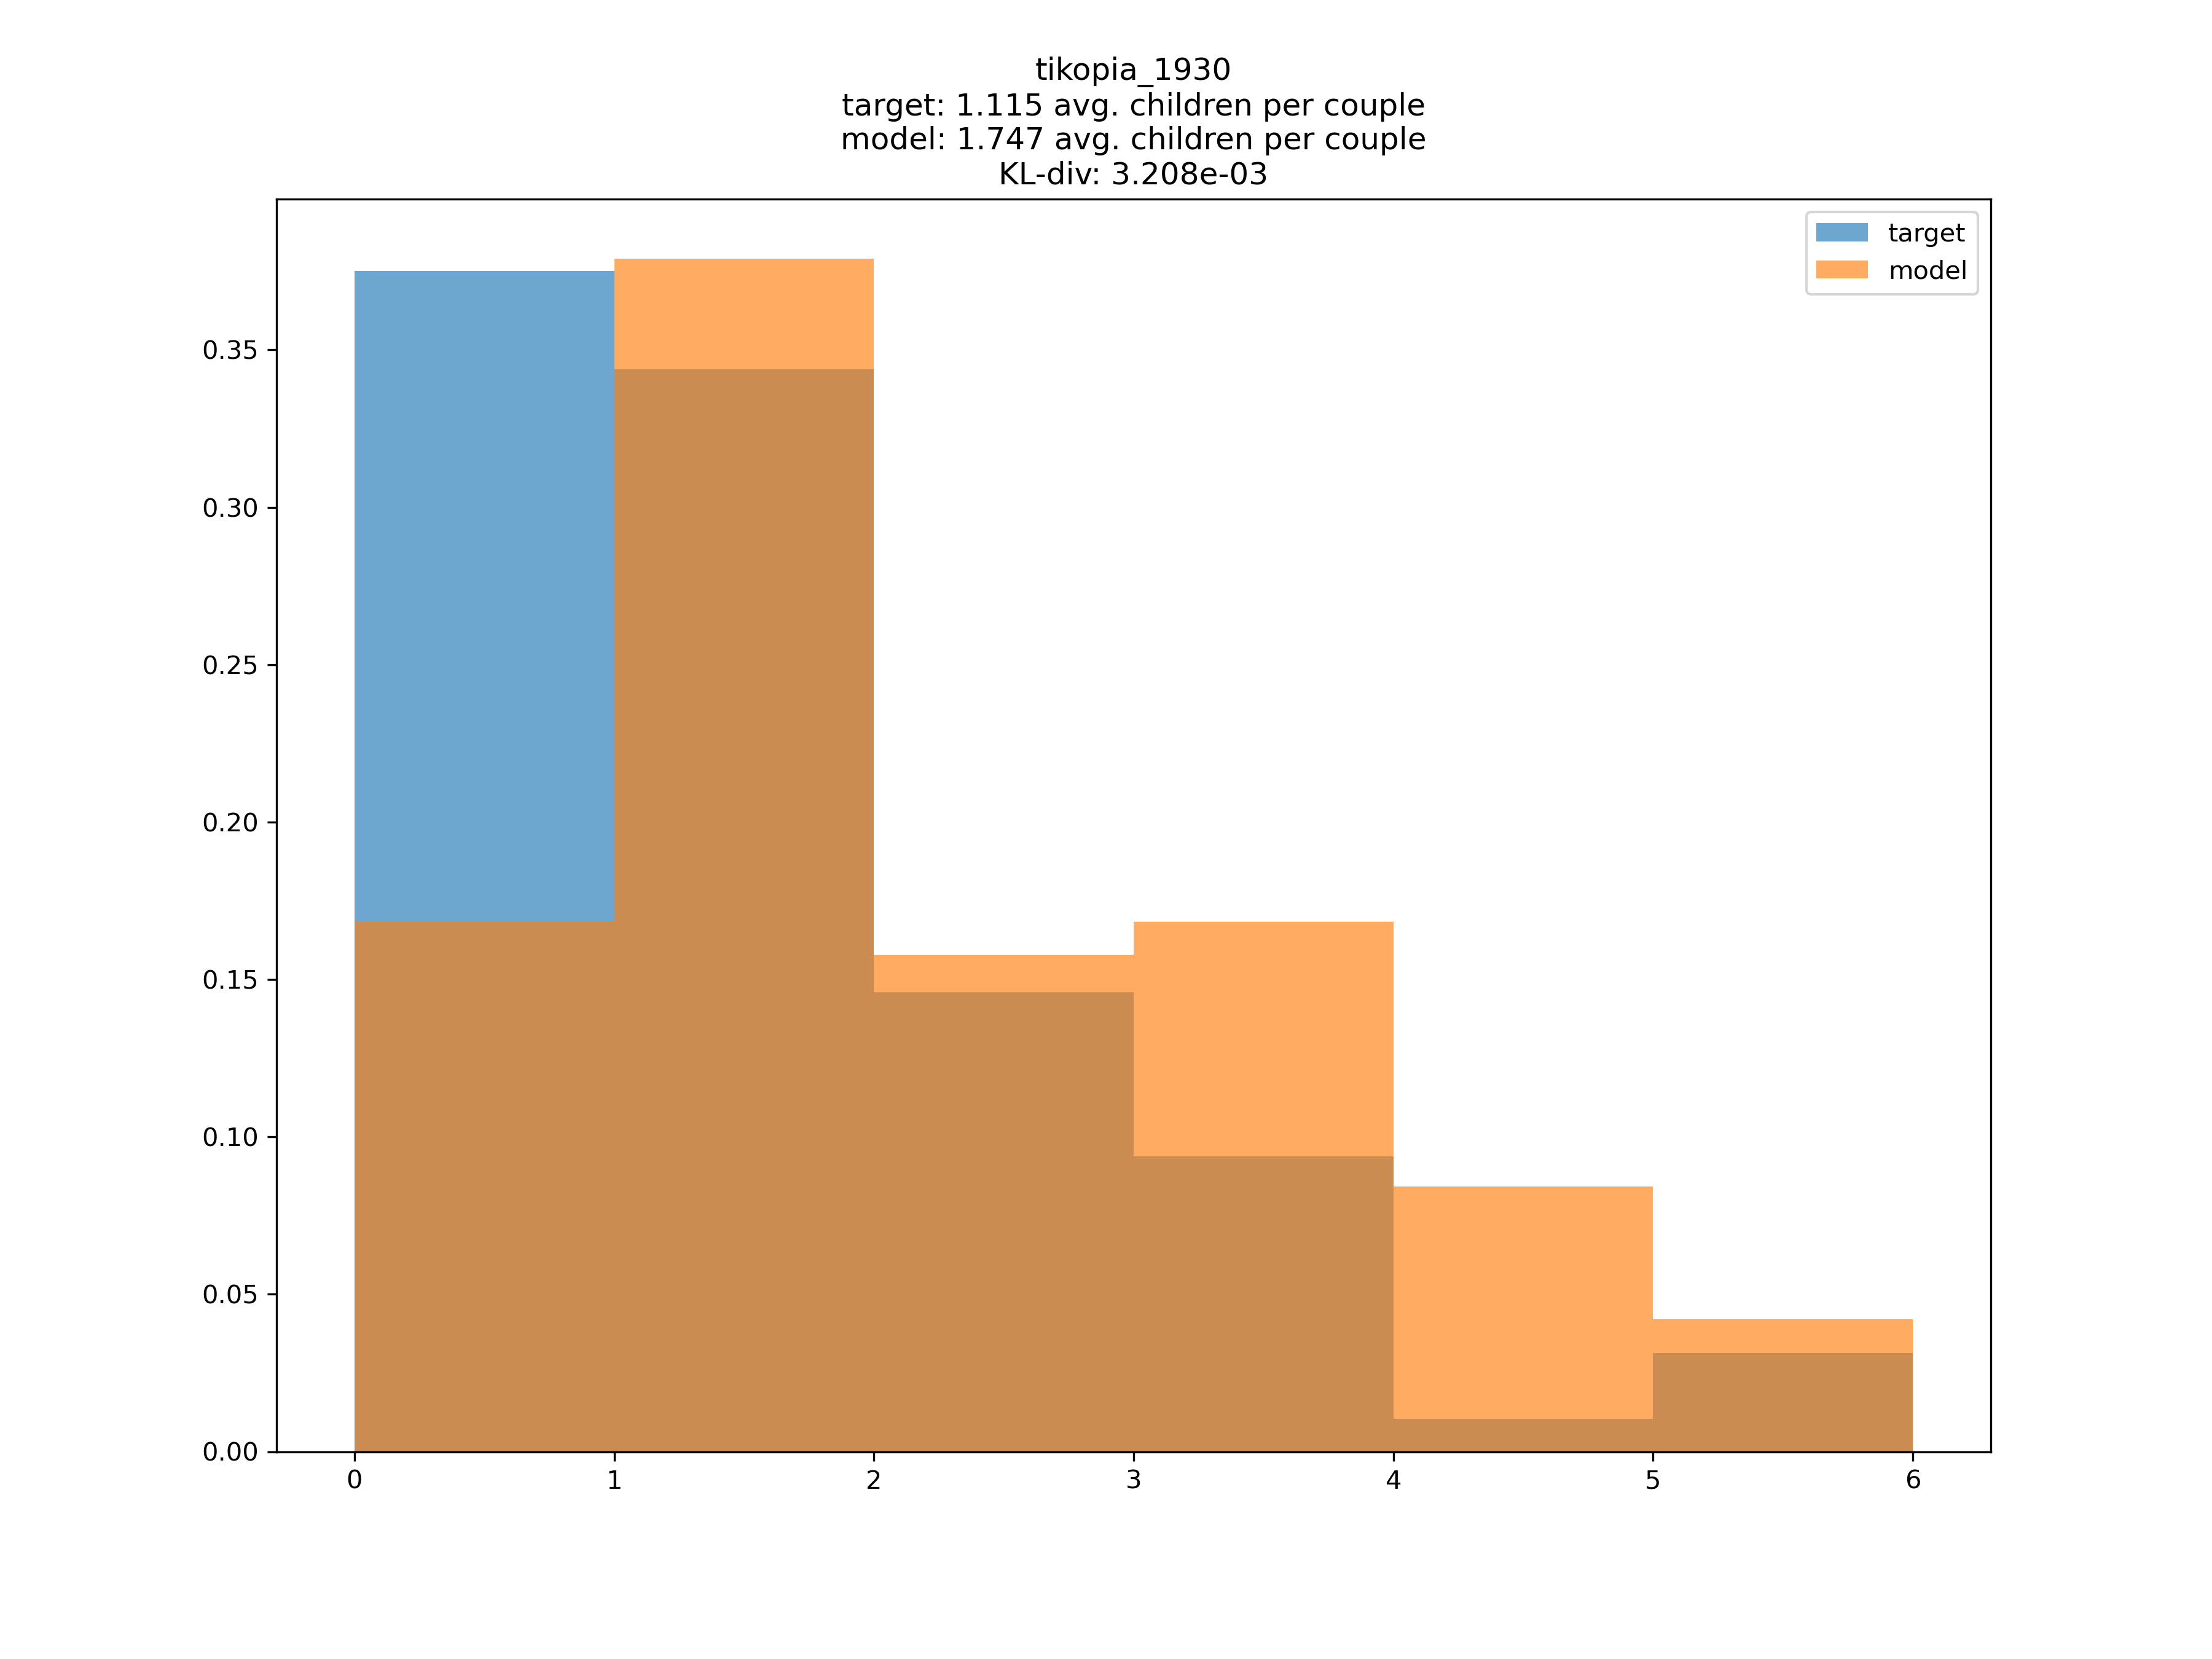 tikopia_1930
target: 1.115 avg. children per couple
model: 1.747 avg. children per couple
KL-div: 3.208e-03
target
model
0.35
0.30
0.25
0.20
0.15
0.10
0.05
0.00
0 1 2 3 4 5 6